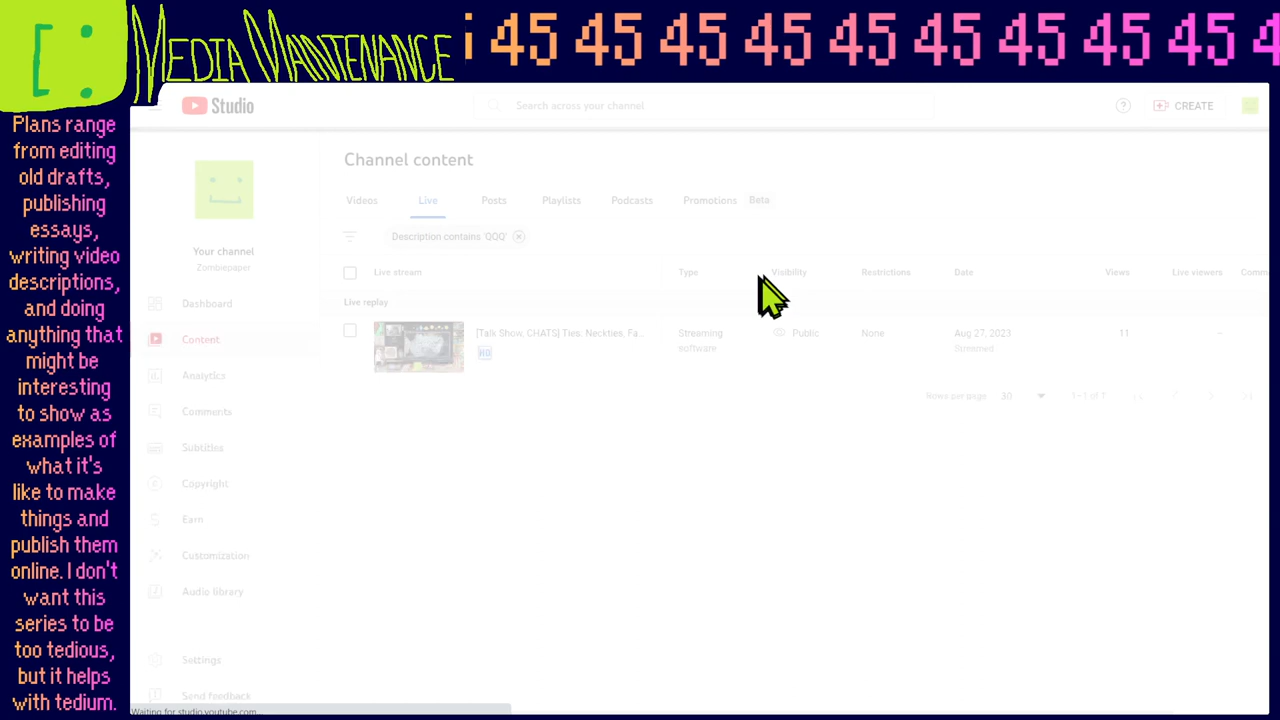 [:
MEDIA MAINTENANCE
i 45 45 45 45 45 45 45 45 45 4
Plans range
from editing
old drafts,
publishing
essays,
writing video
descriptions,
and doing
anything that
might be
interesting
to show as
examples of
what it's
like to make
things and
publish them
online. I don't
want this
series to be
too tedious,
but it helps
with tedium.
Studio
Search across your channel
CREATE
Your channel
Zombiepaper
Dashboard
Content
Analytics
Comments
Subtitles
Copyright
Earn
Customization
Audio library
Settings
Send feedback
Channel content
Videos Live Posts Playlists Podcasts Promotions Beta
Description contains 'QQQ'
Live stream Type Visibility Restrictions Date Views Live viewers Comm
Live replay
[Talk Show, CHATS] Ties: Neckties, Fa... Streaming Public None Aug 27, 2023 11 –
HD software Streamed
Rows per page 30 1–1 of 1
Waiting for studio.youtube.com...